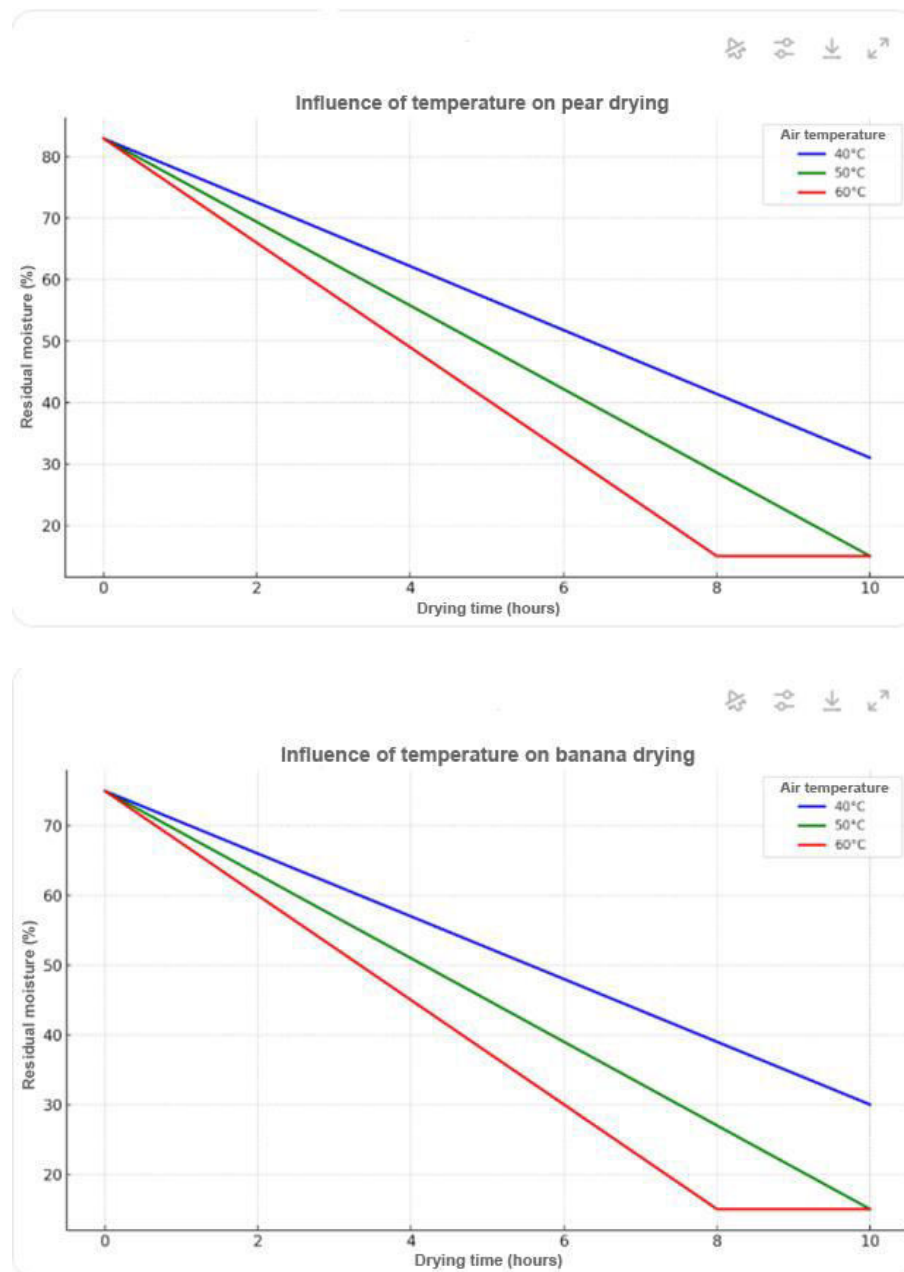 Influence of temperature on pear drying
Air temperature
40°C
50°C
60°C
Residual moisture (%)
80
70
60
50
40
30
20
0 2 4 6 8 10
Drying time (hours)
Influence of temperature on banana drying
Air temperature
40°C
50°C
60°C
Residual moisture (%)
70
60
50
40
30
20
0 2 4 6 8 10
Drying time (hours)